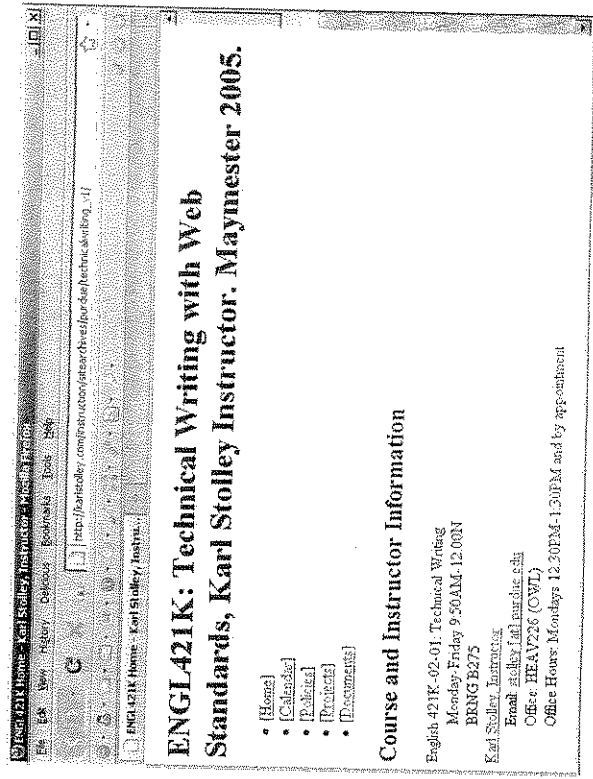 ENGL421K Home - Karl Stolley, Instructor - Mozilla Firefox
File Edit View History Delicious Bookmarks Tools Help
http://karlstolley.com/instruction/sitearchives/purdue/technicalwriting_v1/
ENGL421K Home - Karl Stolley, Instru...
ENGL421K: Technical Writing with Web
Standards, Karl Stolley Instructor. Maymester 2005.
[Home]
[Calendar]
[Policies]
[Projects]
[Documents]
Course and Instructor Information
English 421K-02-01: Technical Writing
Monday-Friday 9:50AM-12:00N
BRNG B275
Karl Stolley, Instructor
Email: stolley [at] purdue.edu
Office: HEAV226 (OWL)
Office Hours: Mondays 12:30PM-1:30PM and by appointment